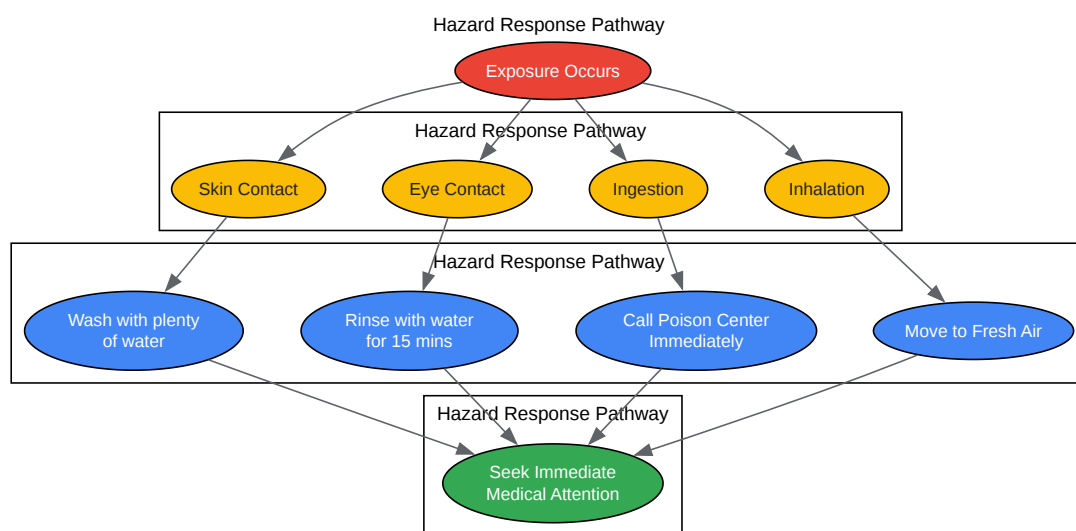 Hazard Response Pathway
Exposure Occurs
Hazard Response Pathway
Skin Contact
Eye Contact
Ingestion
Inhalation
Hazard Response Pathway
Wash with plenty
of water
Rinse with water
for 15 mins
Call Poison Center
Immediately
Move to Fresh Air
Hazard Response Pathway
Seek Immediate
Medical Attention